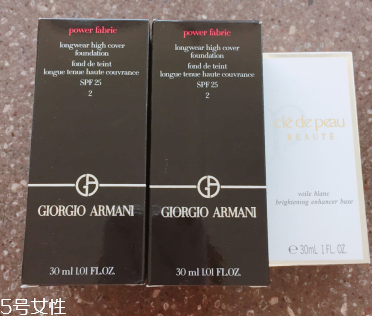 power fabric
longwear high cover
foundation
fond de teint
longue tenue haute couvrance
SPF 25
2
GIORGIO ARMANI
30 ml 1.01 FL.OZ.
power fabric
longwear high cover
foundation
fond de teint
longue tenue haute couvrance
SPF 25
2
GIORGIO ARMANI
30 ml 1.01 FL.OZ.
clé de peau
BEAUTÉ
voile blanc
brightening enhancer base
℮ 30mL 1 FL. OZ.
5号女性